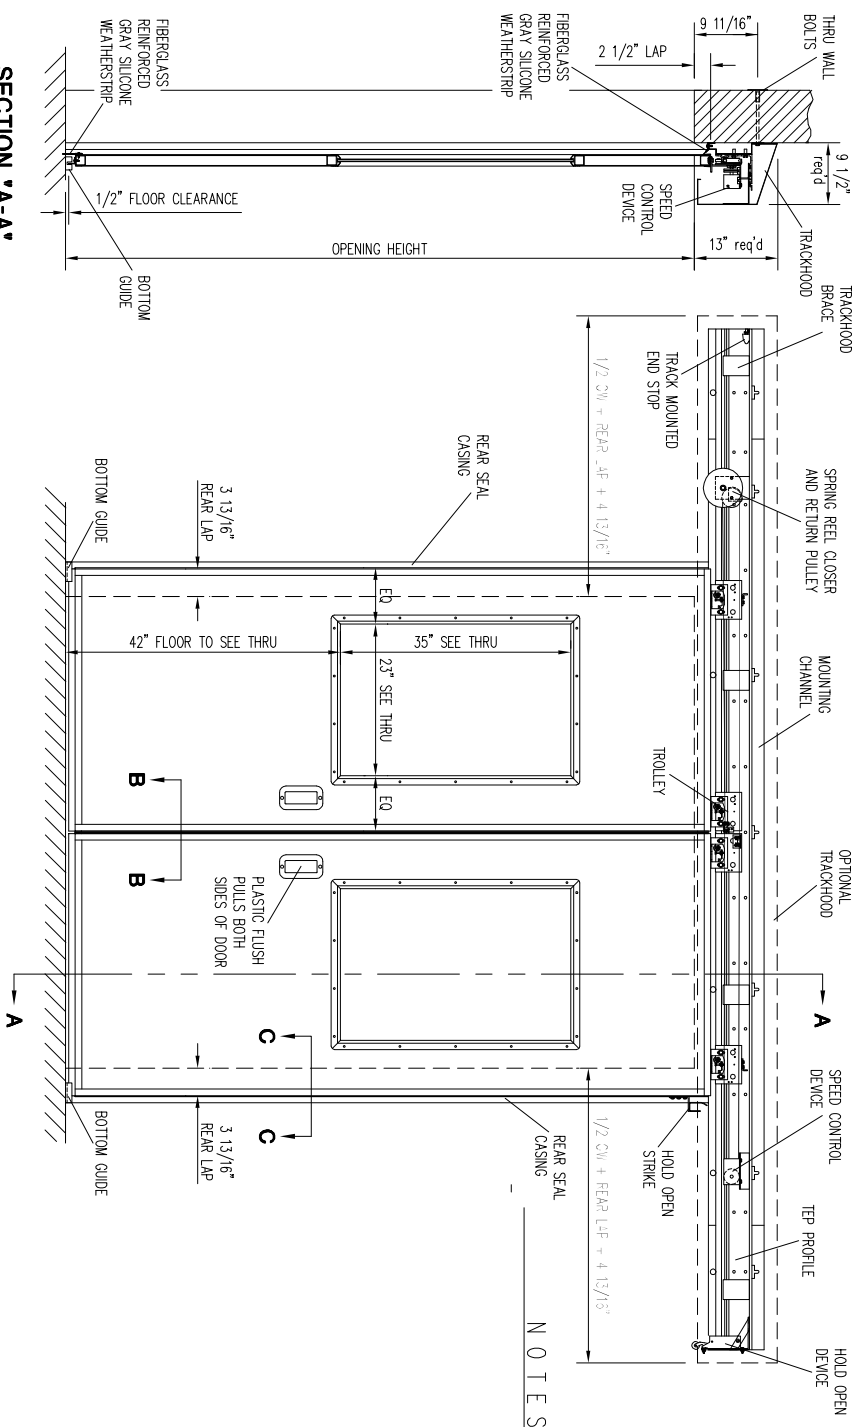 THRU WALL
BOLTS
9 11/16"
2 1/2" LAP
FIBERGLASS
REINFORCED
GRAY SILICONE
WEATHERSTRIP
FIBERGLASS
REINFORCED
GRAY SILICONE
WEATHERSTRIP
SECTION "A-A"
9 1/2"
req'd
TRACKHOOD
SPEED
CONTROL
DEVICE
13" req'd
1/2" FLOOR CLEARANCE
OPENING HEIGHT
BOTTOM
GUIDE
TRACKHOOD
BRACE
TRACK MOUNTED
END STOP
1/2 CW + REAR LAP + 4 13/16"
SPRING REEL CLOSER
AND RETURN PULLEY
REAR SEAL
CASING
3 13/16"
REAR LAP
BOTTOM GUIDE
EQ
42" FLOOR TO SEE THRU
35" SEE THRU
23" SEE THRU
EQ
MOUNTING
CHANNEL
TROLLEY
B
B
OPTIONAL
TRACKHOOD
PLASTIC FLUSH
PULLS BOTH
SIDES OF DOOR
A
A
C
C
SPEED CONTROL
DEVICE
BOTTOM GUIDE
3 13/16"
REAR LAP
REAR SEAL
CASING
HOLD OPEN
STRIKE
1/2 CW + REAR LAP + 4 13/16"
TEP PROFILE
HOLD OPEN
DEVICE
NOTES